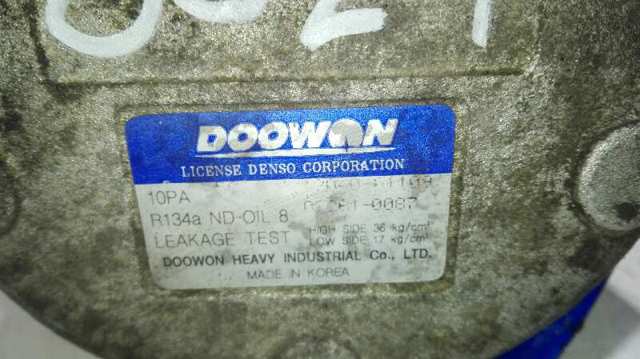 DOOWON
LICENSE DENSO CORPORATION
10PA
R134a ND-OIL 8
LEAKAGE TEST HIGH SIDE 36 kg/cm²
LOW SIDE 17 kg/cm²
DOOWON HEAVY INDUSTRIAL Co., LTD.
MADE IN KOREA